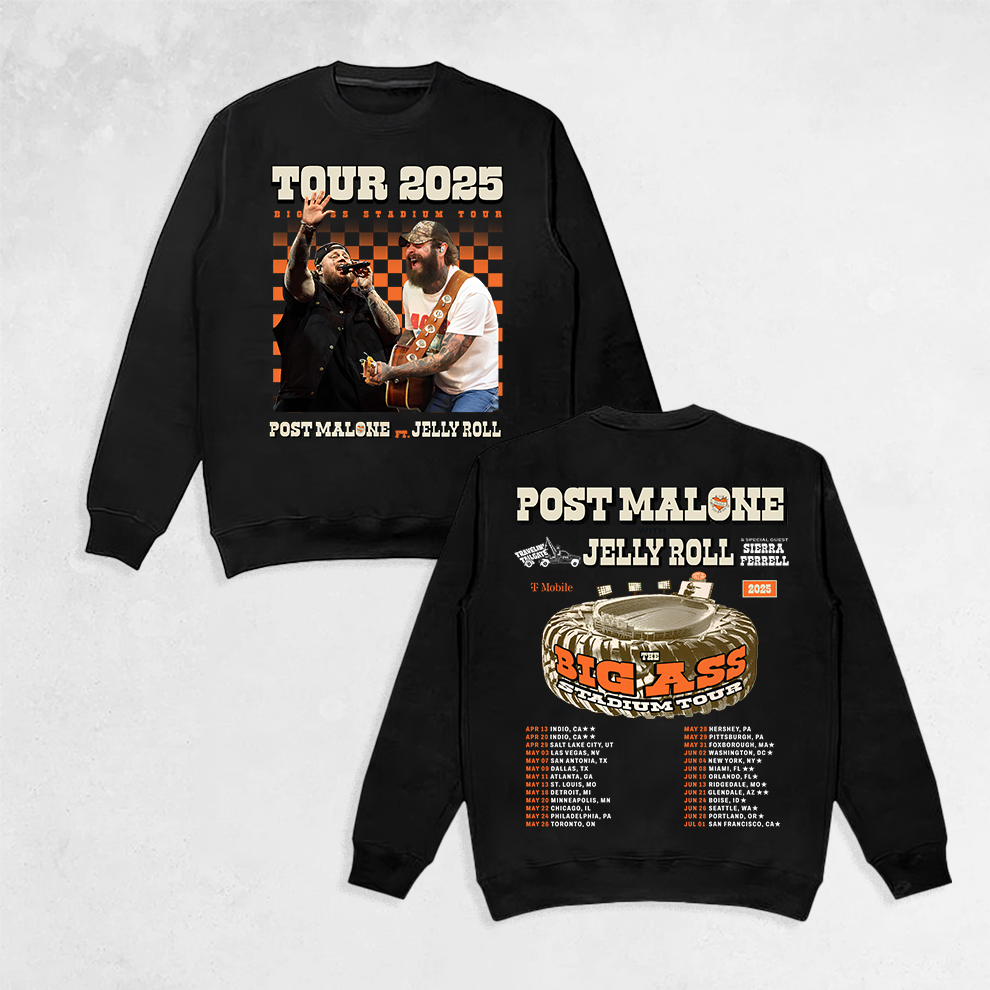 TOUR 2025
BIG ASS STADIUM TOUR
POST MALONE FT. JELLY ROLL
POST MALONE
TRAVELIN' TAILGATE
JELLY ROLL
& SPECIAL GUEST
SIERRA
FERRELL
T Mobile
2025
THE
BIG ASS
STADIUM TOUR
APR 13 INDIO, CA★★
APR 20 INDIO, CA★★
APR 29 SALT LAKE CITY, UT
MAY 03 LAS VEGAS, NV
MAY 07 SAN ANTONIA, TX
MAY 09 DALLAS, TX
MAY 11 ATLANTA, GA
MAY 13 ST. LOUIS, MO
MAY 18 DETROIT, MI
MAY 20 MINNEAPOLIS, MN
MAY 22 CHICAGO, IL
MAY 24 PHILADELPHIA, PA
MAY 26 TORONTO, ON
MAY 28 HERSHEY, PA
MAY 29 PITTSBURGH, PA
MAY 31 FOXBOROUGH, MA★
JUN 02 WASHINGTON, DC★
JUN 04 NEW YORK, NY★
JUN 08 MIAMI, FL★★
JUN 10 ORLANDO, FL★
JUN 13 RIDGEDALE, MO★
JUN 21 GLENDALE, AZ★★
JUN 24 BOISE, ID★
JUN 26 SEATTLE, WA★
JUN 28 PORTLAND, OR★
JUL 01 SAN FRANCISCO, CA★